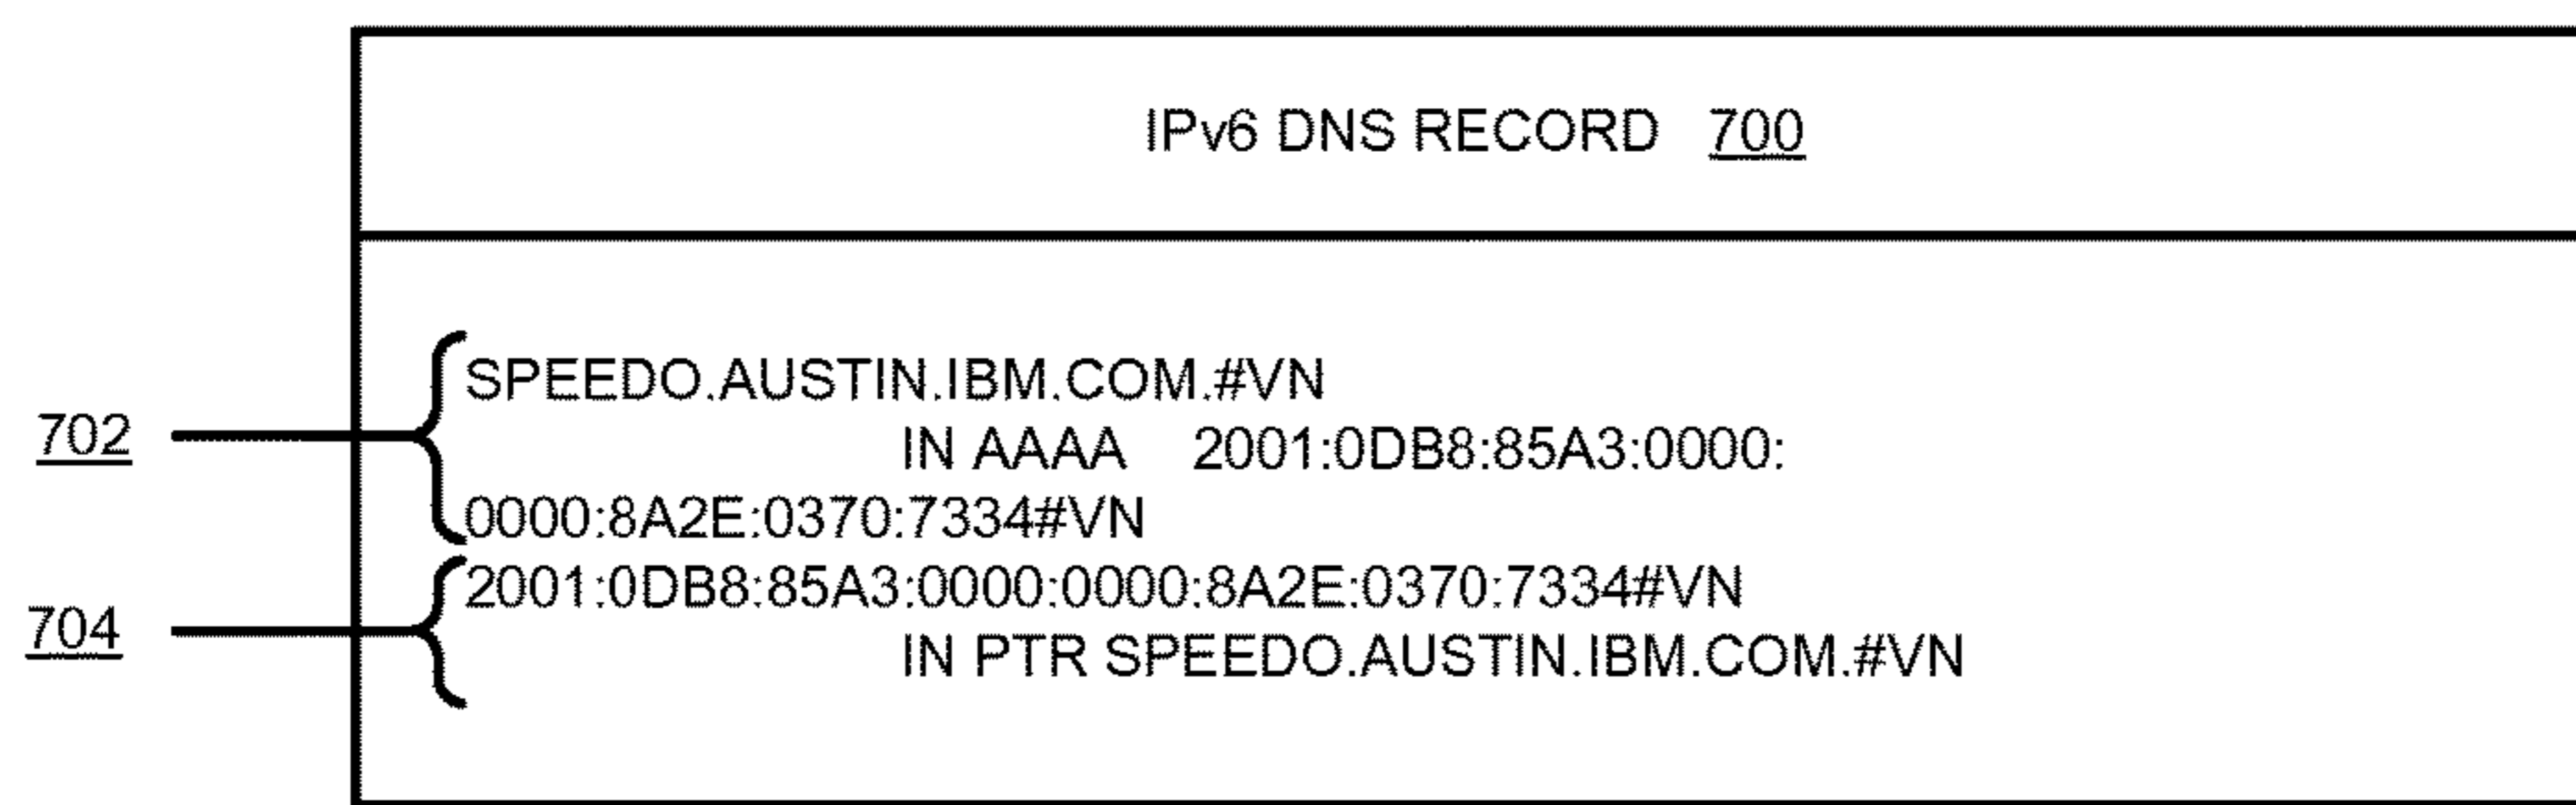 IPv6 DNS RECORD 700
SPEEDO.AUSTIN.IBM.COM.#VN
702
IN AAAA 2001:0DB8:85A3:0000:
0000:8A2E:0370:7334#VN
2001:0DB8:85A3:0000:0000:8A2E:0370:7334#VN
704
IN PTR SPEEDO.AUSTIN.IBM.COM.#VN